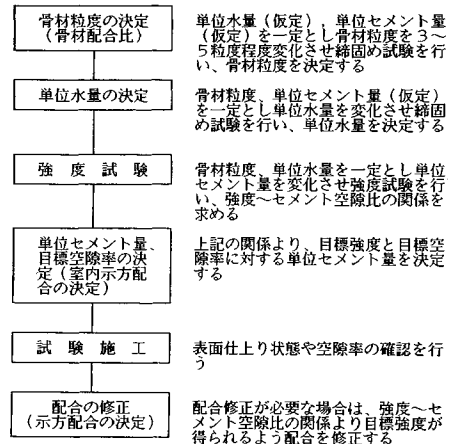 骨材粒度の決定
(骨材配合比)
単位水量(仮定)、単位セメント量
(仮定)を一定とし骨材粒度を3~
5粒度程度変化させ締固め試験を行
い、骨材粒度を決定する
単位水量の決定
骨材粒度、単位セメント量(仮定)
を一定とし単位水量を変化させ締固
め試験を行い、単位水量を決定する
強度試験
骨材粒度、単位水量を一定とし単位
セメント量を変化させ強度試験を行
い、強度~セメント空隙比の関係を
求める
単位セメント量、
目標空隙率の決
定(室内示方配
合の決定)
上記の関係より、目標強度と目標空
隙率に対する単位セメント量を決定
する
試験施工
表面仕上り状態や空隙率の確認を行
う
配合の修正
(示方配合の決定)
配合修正が必要な場合は、強度~セ
メント空隙比の関係より目標強度が
得られるよう配合を修正する